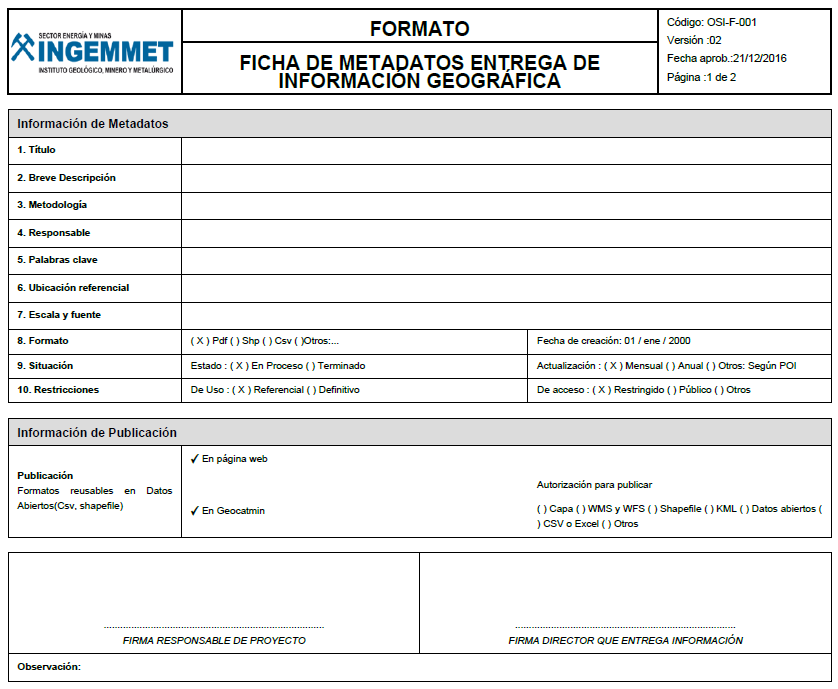 SECTOR ENERGÍA Y MINAS
INGEMMET
INSTITUTO GEOLÓGICO, MINERO Y METALÚRGICO
FORMATO
FICHA DE METADATOS ENTREGA DE
INFORMACIÓN GEOGRÁFICA
Código: OSI-F-001
Versión :02
Fecha aprob.:21/12/2016
Página :1 de 2
Información de Metadatos
1. Título
2. Breve Descripción
3. Metodología
4. Responsable
5. Palabras clave
6. Ubicación referencial
7. Escala y fuente
8. Formato
( X ) Pdf ( ) Shp ( ) Csv ( )Otros:...
Fecha de creación: 01 / ene / 2000
9. Situación
Estado : ( X ) En Proceso ( ) Terminado
Actualización : ( X ) Mensual ( ) Anual ( ) Otros: Según POI
10. Restricciones
De Uso : ( X ) Referencial ( ) Definitivo
De acceso : ( X ) Restringido ( ) Público ( ) Otros
Información de Publicación
Publicación
Formatos reusables en Datos
Abiertos(Csv, shapefile)
✓ En página web
✓ En Geocatmin
Autorización para publicar
( ) Capa ( ) WMS y WFS ( ) Shapefile ( ) KML ( ) Datos abiertos (
) CSV o Excel ( ) Otros
FIRMA RESPONSABLE DE PROYECTO
FIRMA DIRECTOR QUE ENTREGA INFORMACIÓN
Observación: